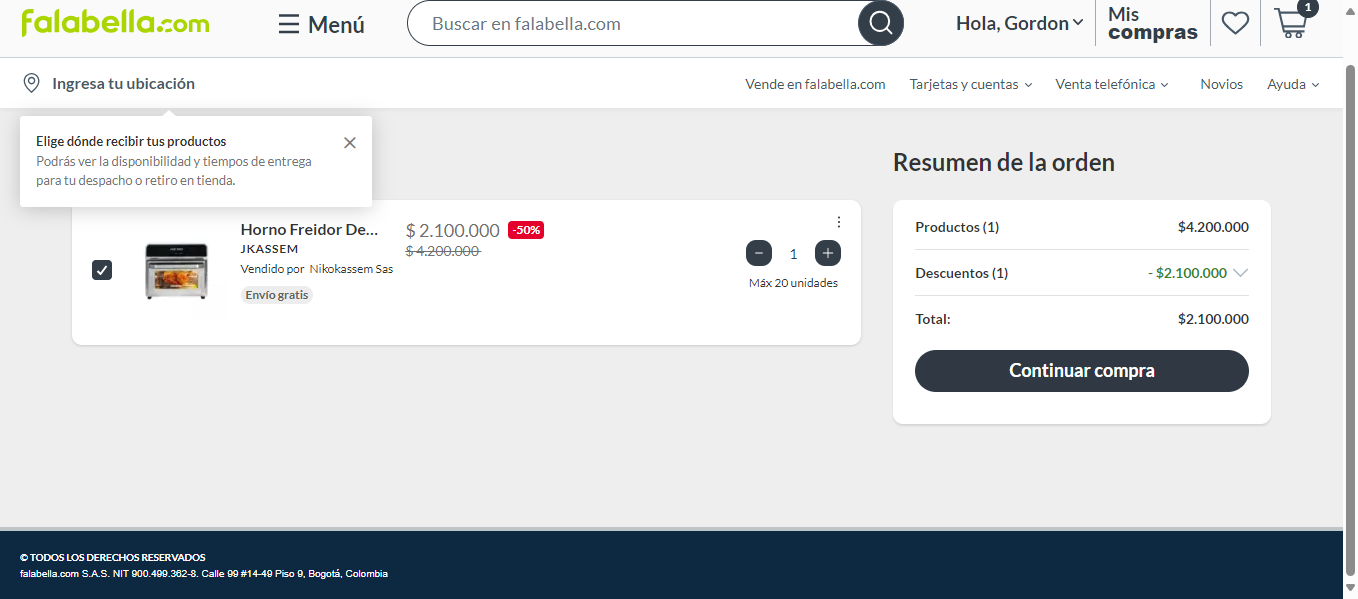 falabella.com
Menú
Buscar en falabella.com
Hola, Gordon
Mis
compras
1
Ingresa tu ubicación
Vende en falabella.com
Tarjetas y cuentas
Venta telefónica
Novios
Ayuda
Elige dónde recibir tus productos
Podrás ver la disponibilidad y tiempos de entrega
para tu despacho o retiro en tienda.
Horno Freidor De...
JKASSEM
Vendido por Nikokassem Sas
Envío gratis
$ 2.100.000 -50%
$ 4.200.000
− 1 +
Máx 20 unidades
Resumen de la orden
Productos (1) $4.200.000
Descuentos (1) - $2.100.000
Total: $2.100.000
Continuar compra
© TODOS LOS DERECHOS RESERVADOS
falabella.com S.A.S. NIT 900.499.362-8. Calle 99 #14-49 Piso 9, Bogotá, Colombia